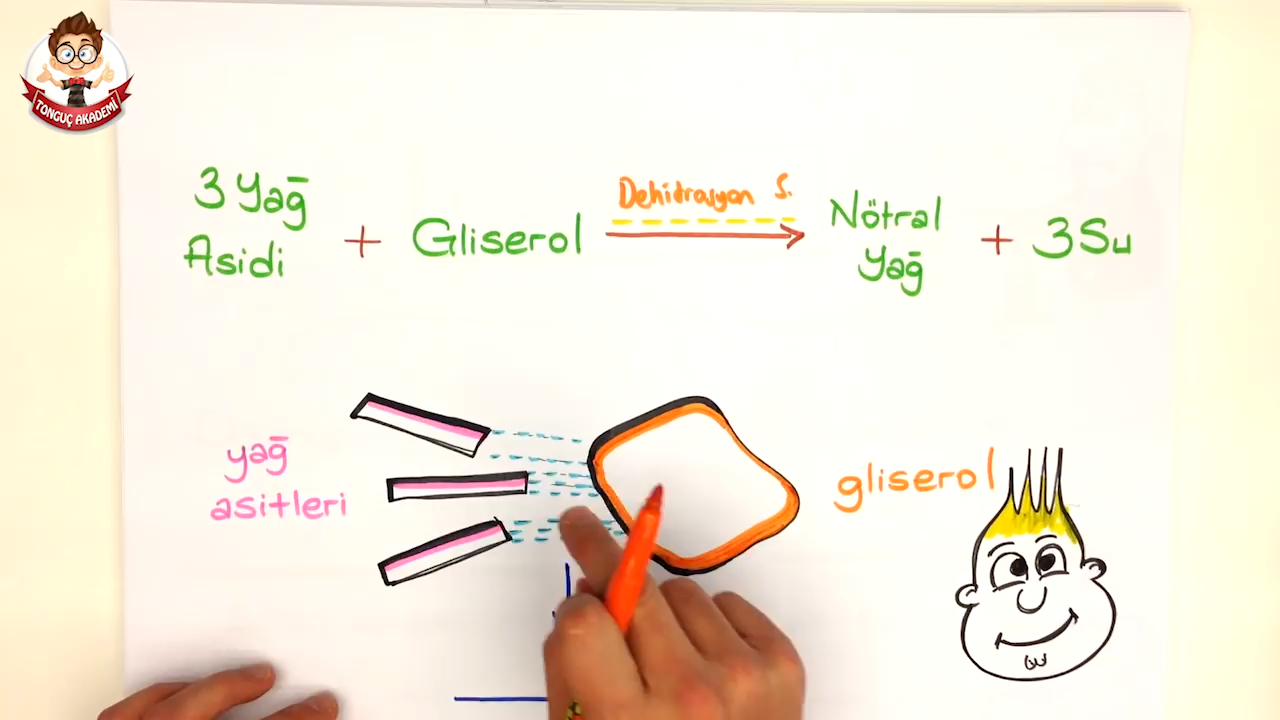 TONGUÇ AKADEMİ
3 Yağ
Asidi
+
Gliserol
Dehitrasyon S.
Nötral
Yağ
+
3Su
yağ
asitleri
gliserol